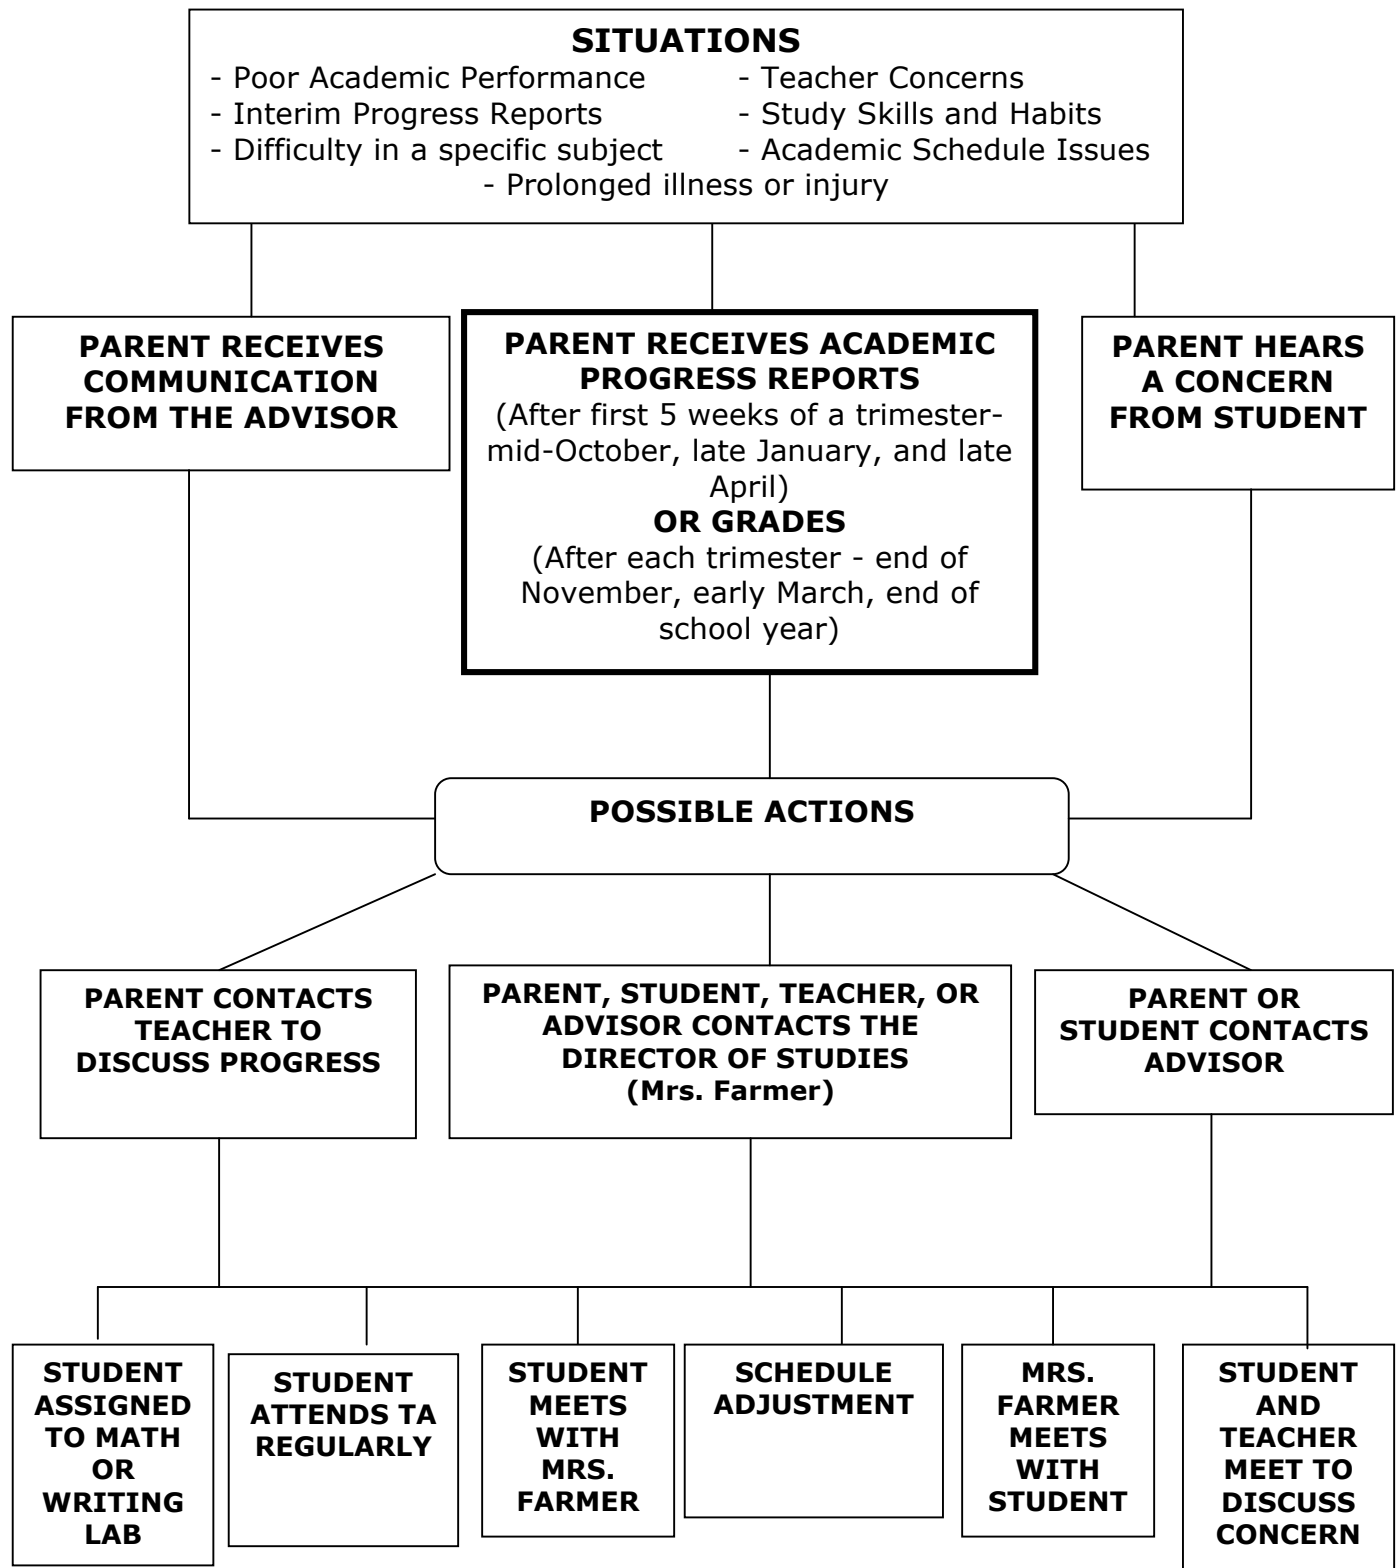 SITUATIONS
- Poor Academic Performance - Teacher Concerns
- Interim Progress Reports - Study Skills and Habits
- Difficulty in a specific subject - Academic Schedule Issues
- Prolonged illness or injury
PARENT RECEIVES
COMMUNICATION
FROM THE ADVISOR
PARENT RECEIVES ACADEMIC
PROGRESS REPORTS
(After first 5 weeks of a trimester-
mid-October, late January, and late
April)
OR GRADES
(After each trimester - end of
November, early March, end of
school year)
PARENT HEARS
A CONCERN
FROM STUDENT
POSSIBLE ACTIONS
PARENT CONTACTS
TEACHER TO
DISCUSS PROGRESS
PARENT, STUDENT, TEACHER, OR
ADVISOR CONTACTS THE
DIRECTOR OF STUDIES
(Mrs. Farmer)
PARENT OR
STUDENT CONTACTS
ADVISOR
STUDENT
ASSIGNED
TO MATH
OR
WRITING
LAB
STUDENT
ATTENDS TA
REGULARLY
STUDENT
MEETS
WITH
MRS.
FARMER
SCHEDULE
ADJUSTMENT
MRS.
FARMER
MEETS
WITH
STUDENT
STUDENT
AND
TEACHER
MEET TO
DISCUSS
CONCERN